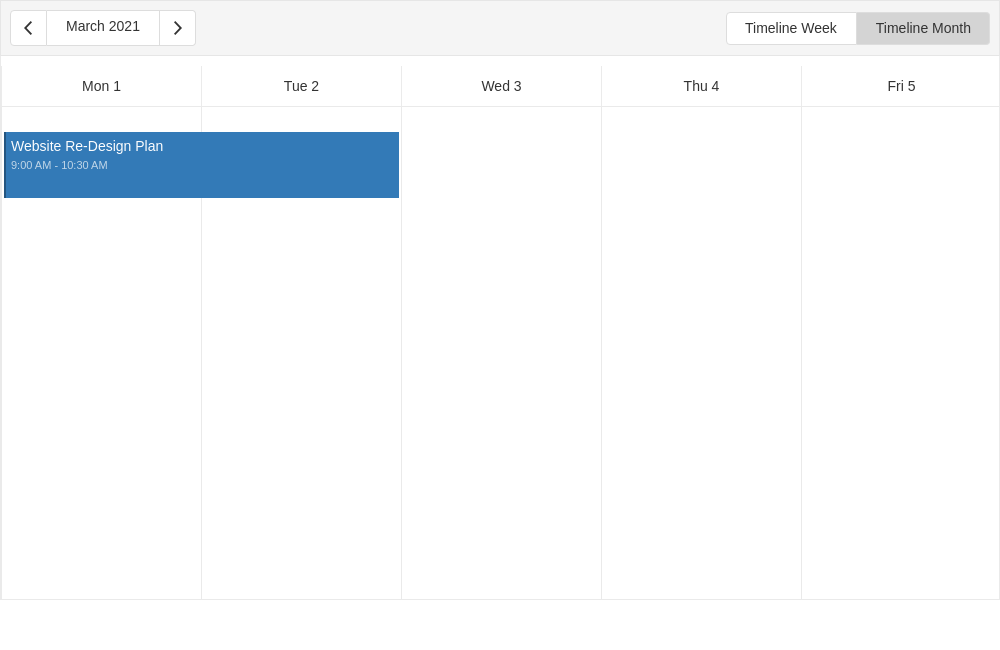 March 2021
Timeline Week
Timeline Month
Mon 1
Tue 2
Wed 3
Thu 4
Fri 5
Website Re-Design Plan
9:00 AM - 10:30 AM